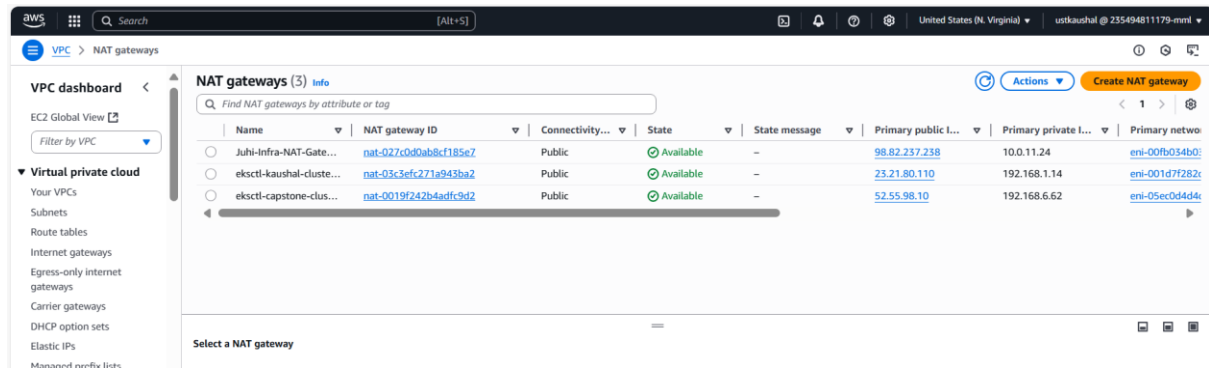 aws Search [Alt+S] United States (N. Virginia) ustkaushal @ 235494811179-mml
VPC > NAT gateways
VPC dashboard
EC2 Global View
Filter by VPC
Virtual private cloud
Your VPCs
Subnets
Route tables
Internet gateways
Egress-only internet
gateways
Carrier gateways
DHCP option sets
Elastic IPs
Managed prefix lists
NAT gateways (3) Info Actions Create NAT gateway
Find NAT gateways by attribute or tag 1
Name NAT gateway ID Connectivity... State State message Primary public I... Primary private I... Primary netwo
Juhi-Infra-NAT-Gate... nat-027c0d0ab8cf185e7 Public Available – 98.82.237.238 10.0.11.24 eni-00fb034b03
eksctl-kaushal-cluste... nat-03c3efc271a943ba2 Public Available – 23.21.80.110 192.168.1.14 eni-001d7f282c
eksctl-capstone-clus... nat-0019f242b4adfc9d2 Public Available – 52.55.98.10 192.168.6.62 eni-05ec0d4d4c
Select a NAT gateway